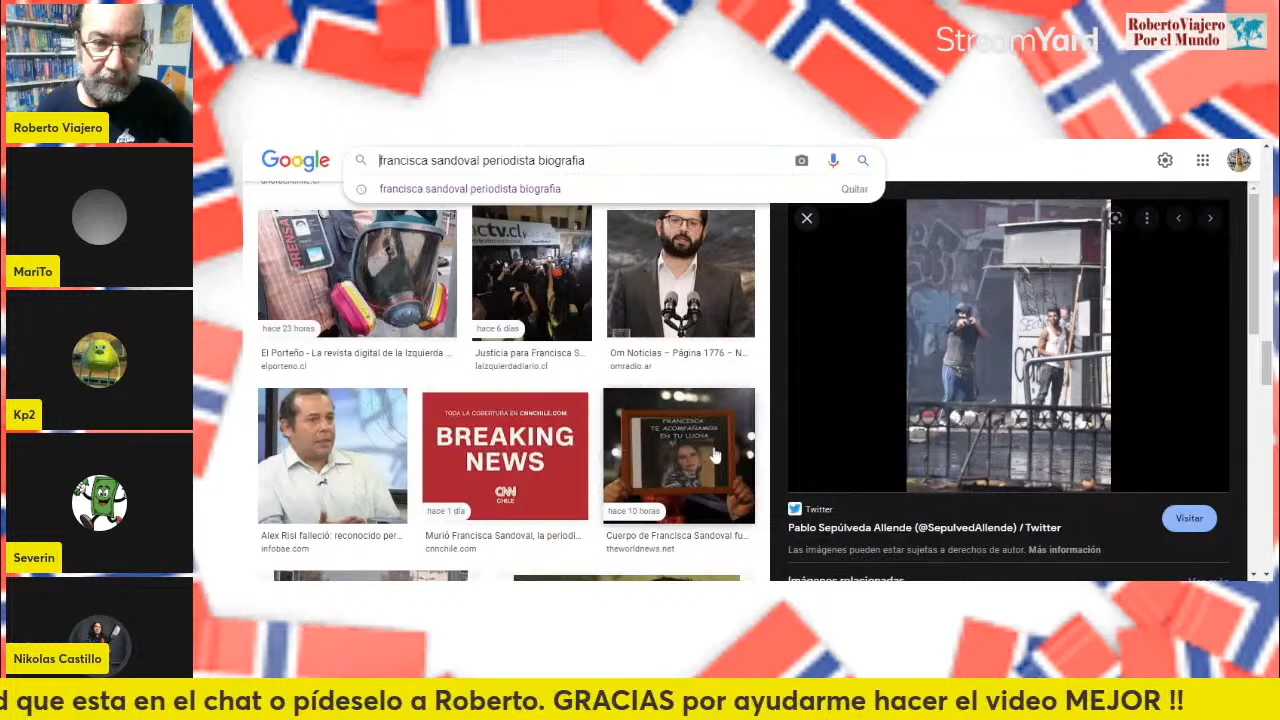 Roberto Viajero
MariTo
Kp2
Severin
Nikolas Castillo
StreamYard
Roberto Viajero
Por el Mundo
Google
francisca sandoval periodista biografia
francisca sandoval periodista biografia
Quitar
PRENSA
hace 23 horas
El Porteño - La revista digital de la Izquierda ...
elporteno.cl
ctv.cl
hace 6 días
Justicia para Francisca S...
laizquierdadiario.cl
Om Noticias – Página 1776 – N...
omradio.ar
Alex Risi falleció: reconocido per...
infobae.com
TODA LA COBERTURA EN CNNCHILE.COM
BREAKING
NEWS
CNN
CHILE
hace 1 día
Murió Francisca Sandoval, la periodi...
cnnchile.com
FRANCISCA
TE ACOMPAÑAMOS
EN TU LUCHA
hace 10 horas
Cuerpo de Francisca Sandoval fu...
theworldnews.net
Twitter
Pablo Sepúlveda Allende (@SepulvedAllende) / Twitter
Visitar
Las imágenes pueden estar sujetas a derechos de autor. Más información
Imágenes relacionadas
d que esta en el chat o pídeselo a Roberto. GRACIAS por ayudarme hacer el video MEJOR !!